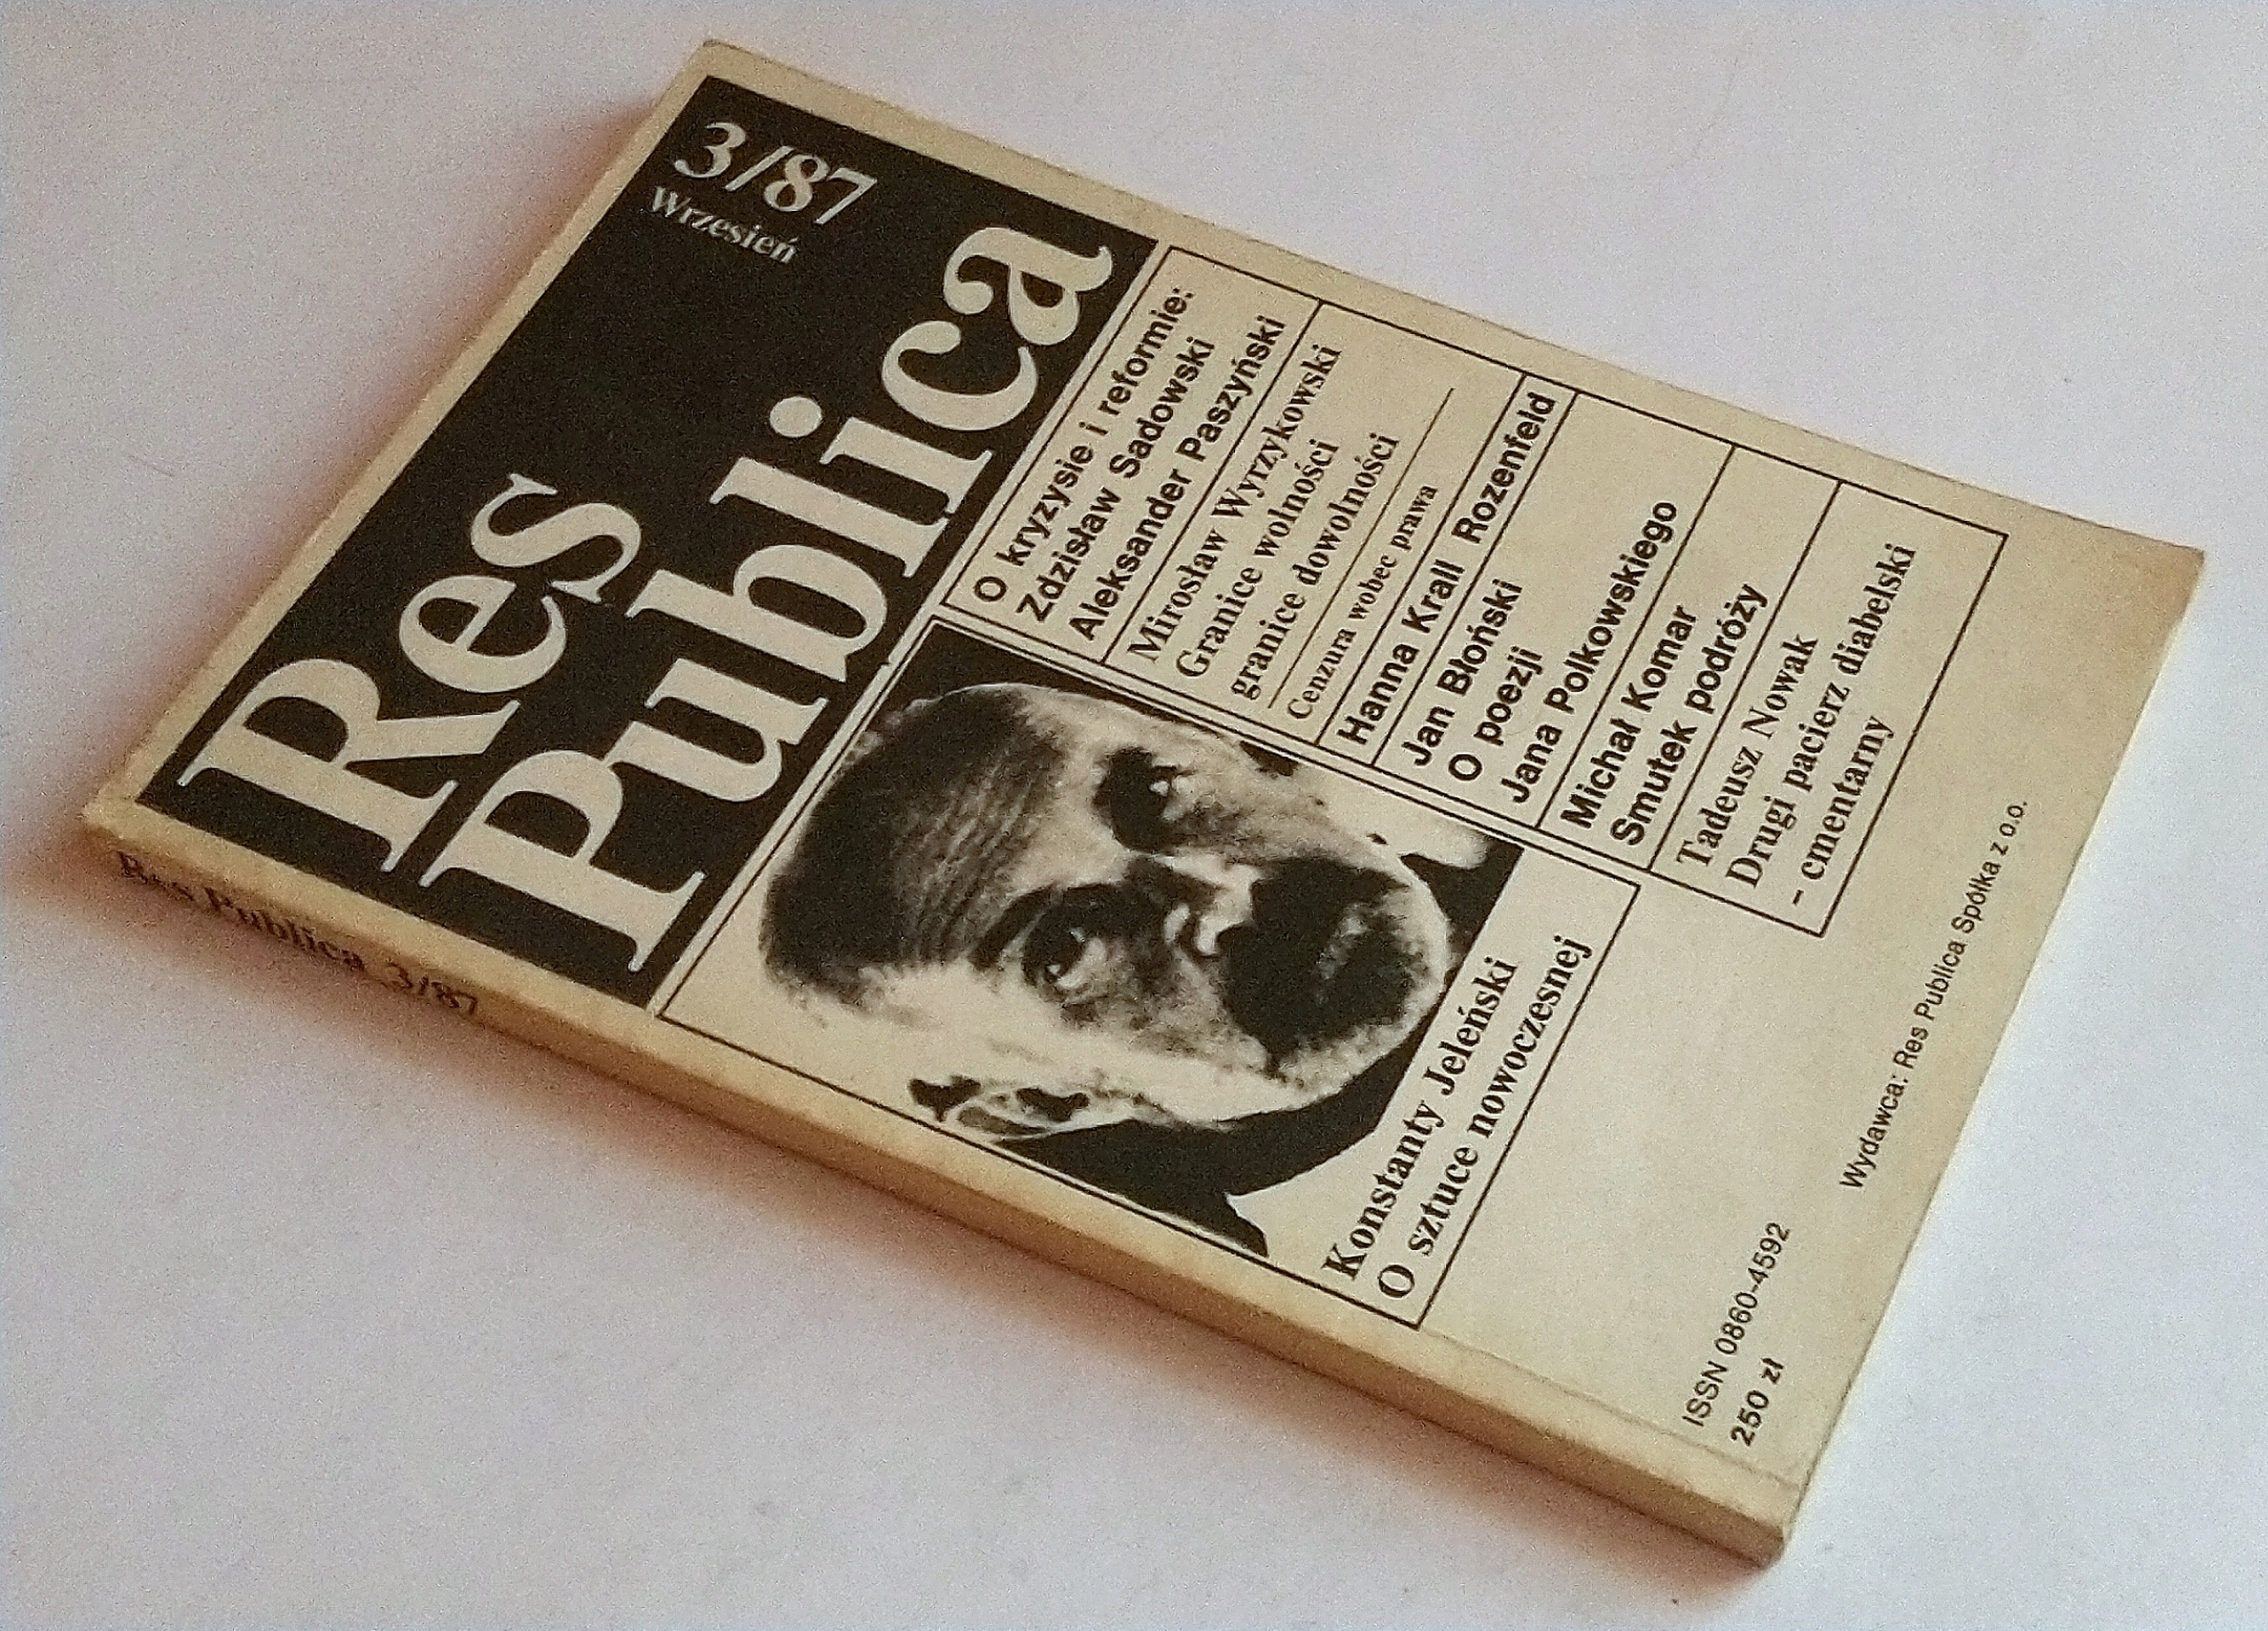 3/87
Wrzesień
Res
Publica
O kryzysie i reformie:
Zdzisław Sadowski
Aleksander Paszyński
Mirosław Wyrzykowski
Granice wolności
granice dowolności
Cenzura wobec prawa
Hanna Krall Rozenfeld
Jan Błoński
O poezji
Jana Polkowskiego
Michał Komar
Smutek podróży
Tadeusz Nowak
Drugi pacierz diabelski
- cmentarny
Konstanty Jeleński
O sztuce nowoczesnej
Wydawca: Res Publica Spółka z o.o.
ISSN 0860-4592
250 zł
Res Publica 3/87